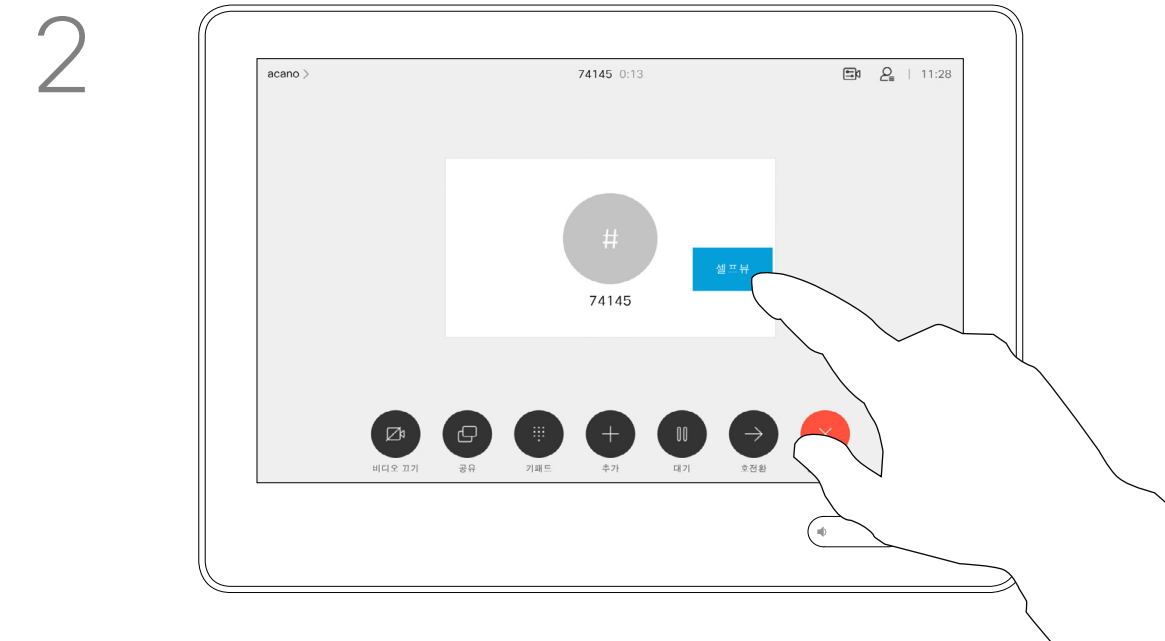 2
acano >
74145 0:13
11:28
#
셀프뷰
74145
비디오 끄기
공유
키패드
추가
대기
호전환